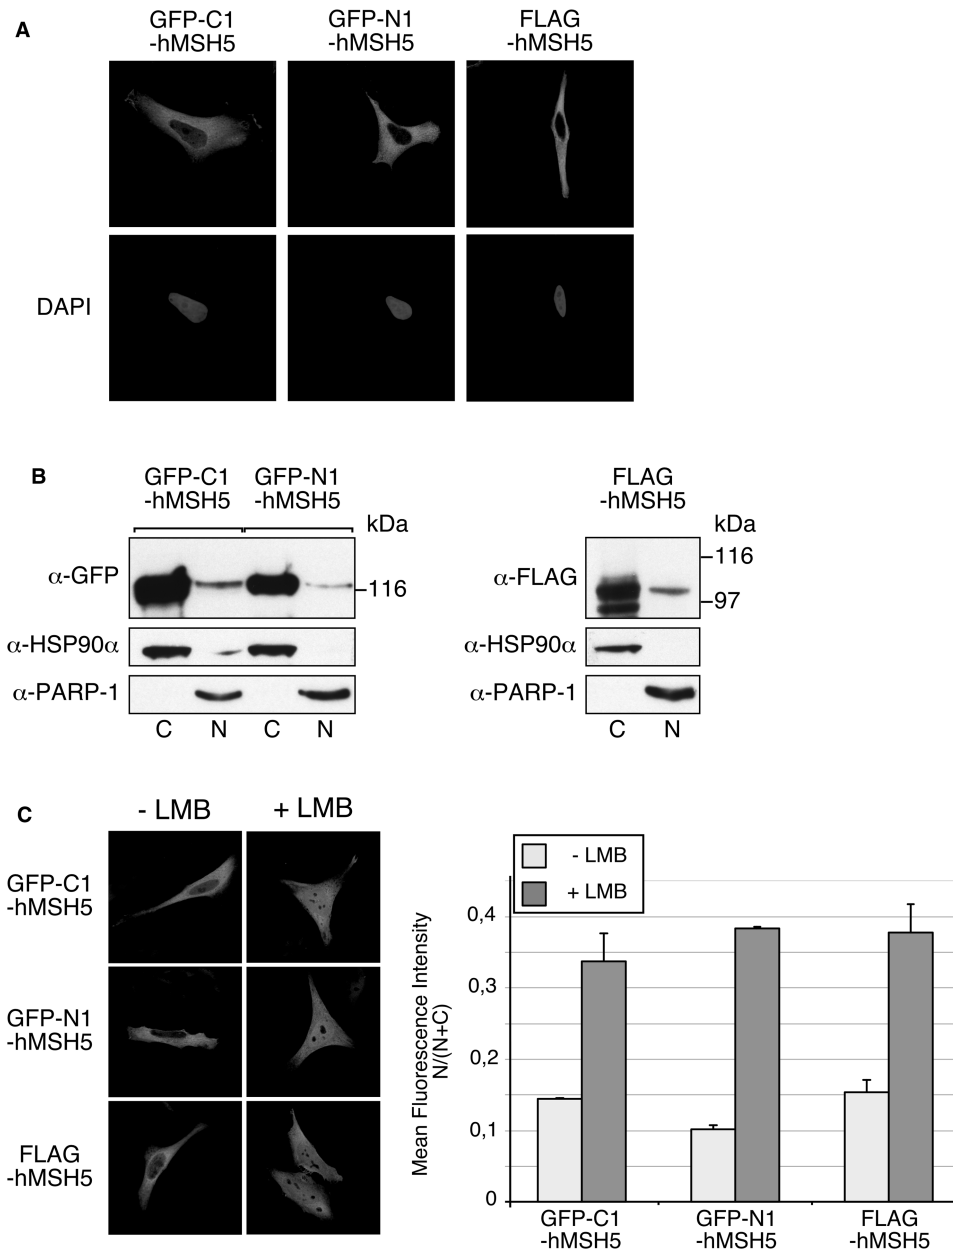 A
GFP-C1
-hMSH5
GFP-N1
-hMSH5
FLAG
-hMSH5
DAPI
B
GFP-C1
-hMSH5
GFP-N1
-hMSH5
kDa
α-GFP
116
α-HSP90α
α-PARP-1
C N C N
FLAG
-hMSH5
kDa
116
α-FLAG
97
α-HSP90α
α-PARP-1
C N
C
- LMB
+ LMB
GFP-C1
-hMSH5
GFP-N1
-hMSH5
FLAG
-hMSH5
- LMB
+ LMB
Mean Fluorescence Intensity
N/(N+C)
0,4
0,3
0,2
0,1
0
GFP-C1
-hMSH5
GFP-N1
-hMSH5
FLAG
-hMSH5